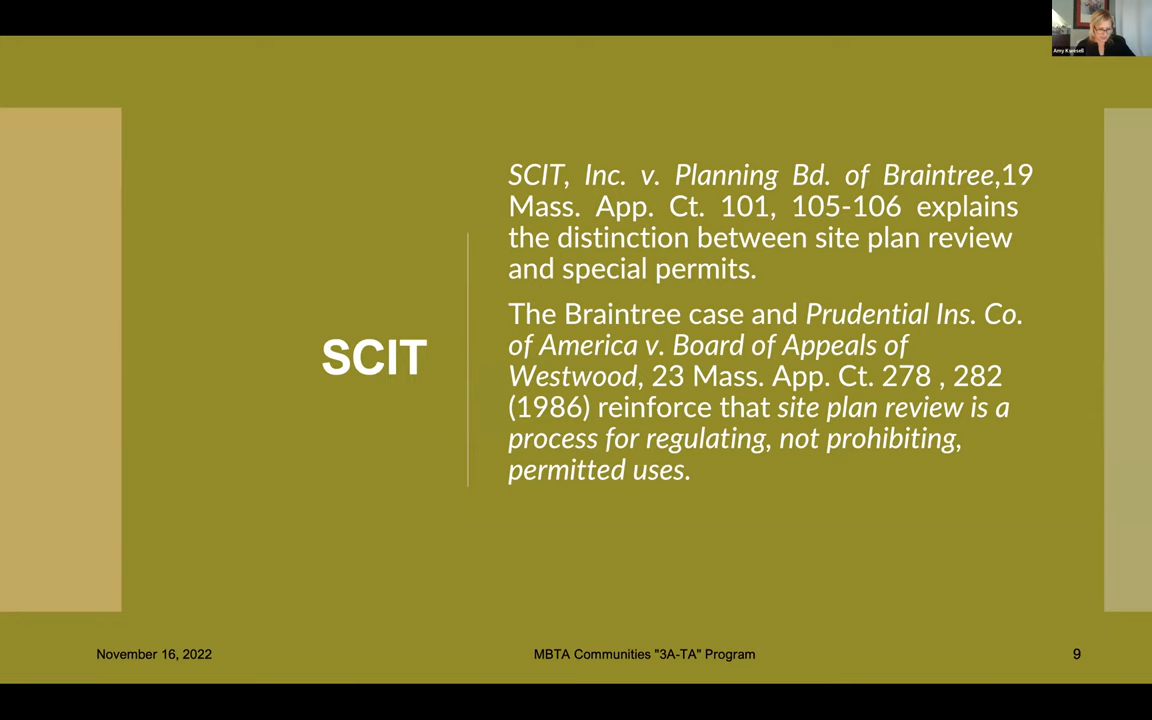 Amy Kwesell
SCIT
SCIT, Inc. v. Planning Bd. of Braintree,19
Mass. App. Ct. 101, 105-106 explains
the distinction between site plan review
and special permits.
The Braintree case and Prudential Ins. Co.
of America v. Board of Appeals of
Westwood, 23 Mass. App. Ct. 278 , 282
(1986) reinforce that site plan review is a
process for regulating, not prohibiting,
permitted uses.
November 16, 2022
MBTA Communities "3A-TA" Program
9